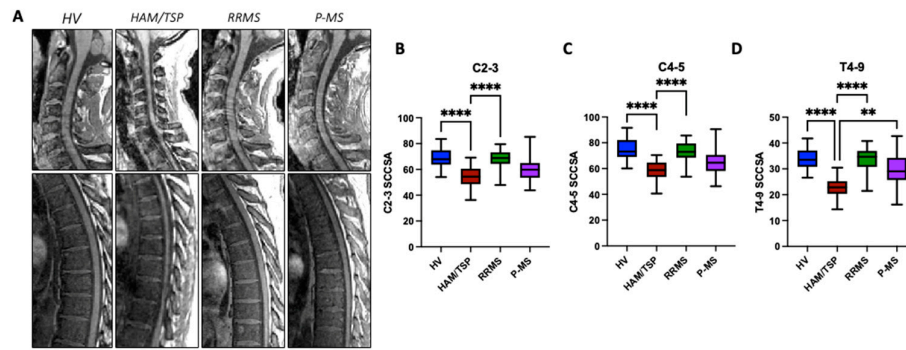 A
HV
HAM/TSP
RRMS
P-MS
B
C2-3
****
****
C2-3 SCCSA
100
80
60
40
20
0
HV
HAM/TSP
RRMS
P-MS
C
C4-5
****
****
C4-5 SCCSA
100
80
60
40
20
0
HV
HAM/TSP
RRMS
P-MS
D
T4-9
****
**** **
T4-9 SCCSA
50
40
30
20
10
0
HV
HAM/TSP
RRMS
P-MS